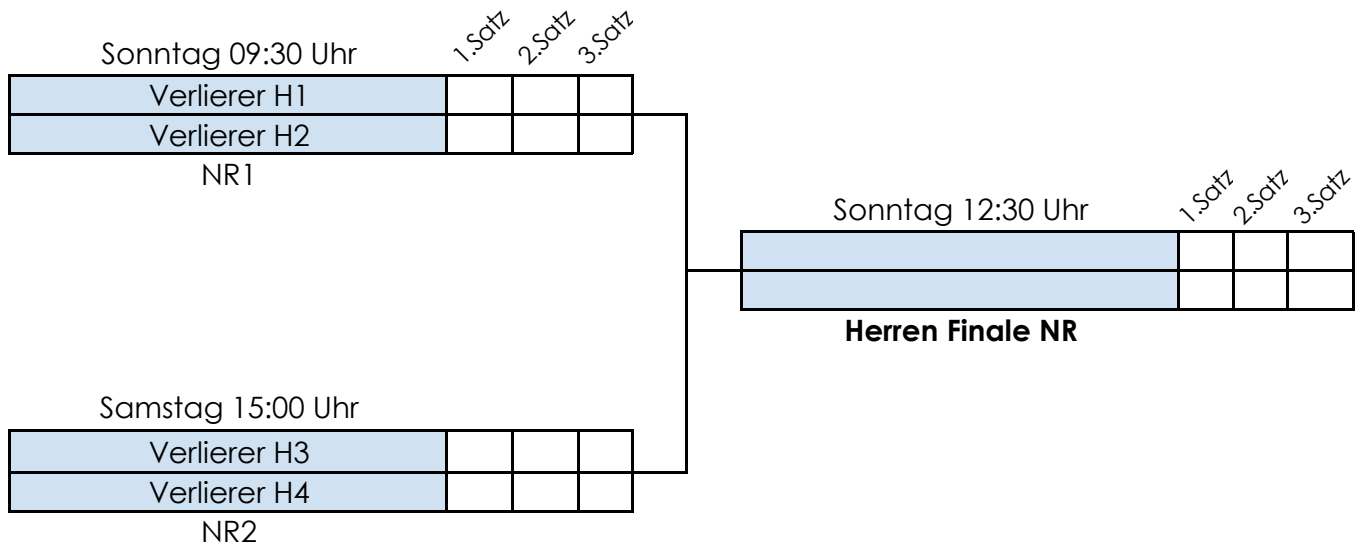 Sonntag 09:30 Uhr 1.Satz 2.Satz 3.Satz
Verlierer H1
Verlierer H2
NR1
Sonntag 12:30 Uhr 1.Satz 2.Satz 3.Satz
Herren Finale NR
Samstag 15:00 Uhr
Verlierer H3
Verlierer H4
NR2